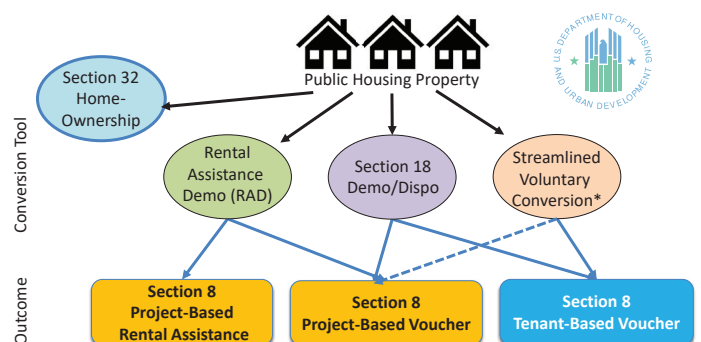 U.S. DEPARTMENT OF HOUSING
AND URBAN DEVELOPMENT
Public Housing Property
Section 32
Home-
Ownership
Conversion Tool
Rental
Assistance
Demo (RAD)
Section 18
Demo/Dispo
Streamlined
Voluntary
Conversion*
Outcome
Section 8
Project-Based
Rental Assistance
Section 8
Project-Based Voucher
Section 8
Tenant-Based Voucher